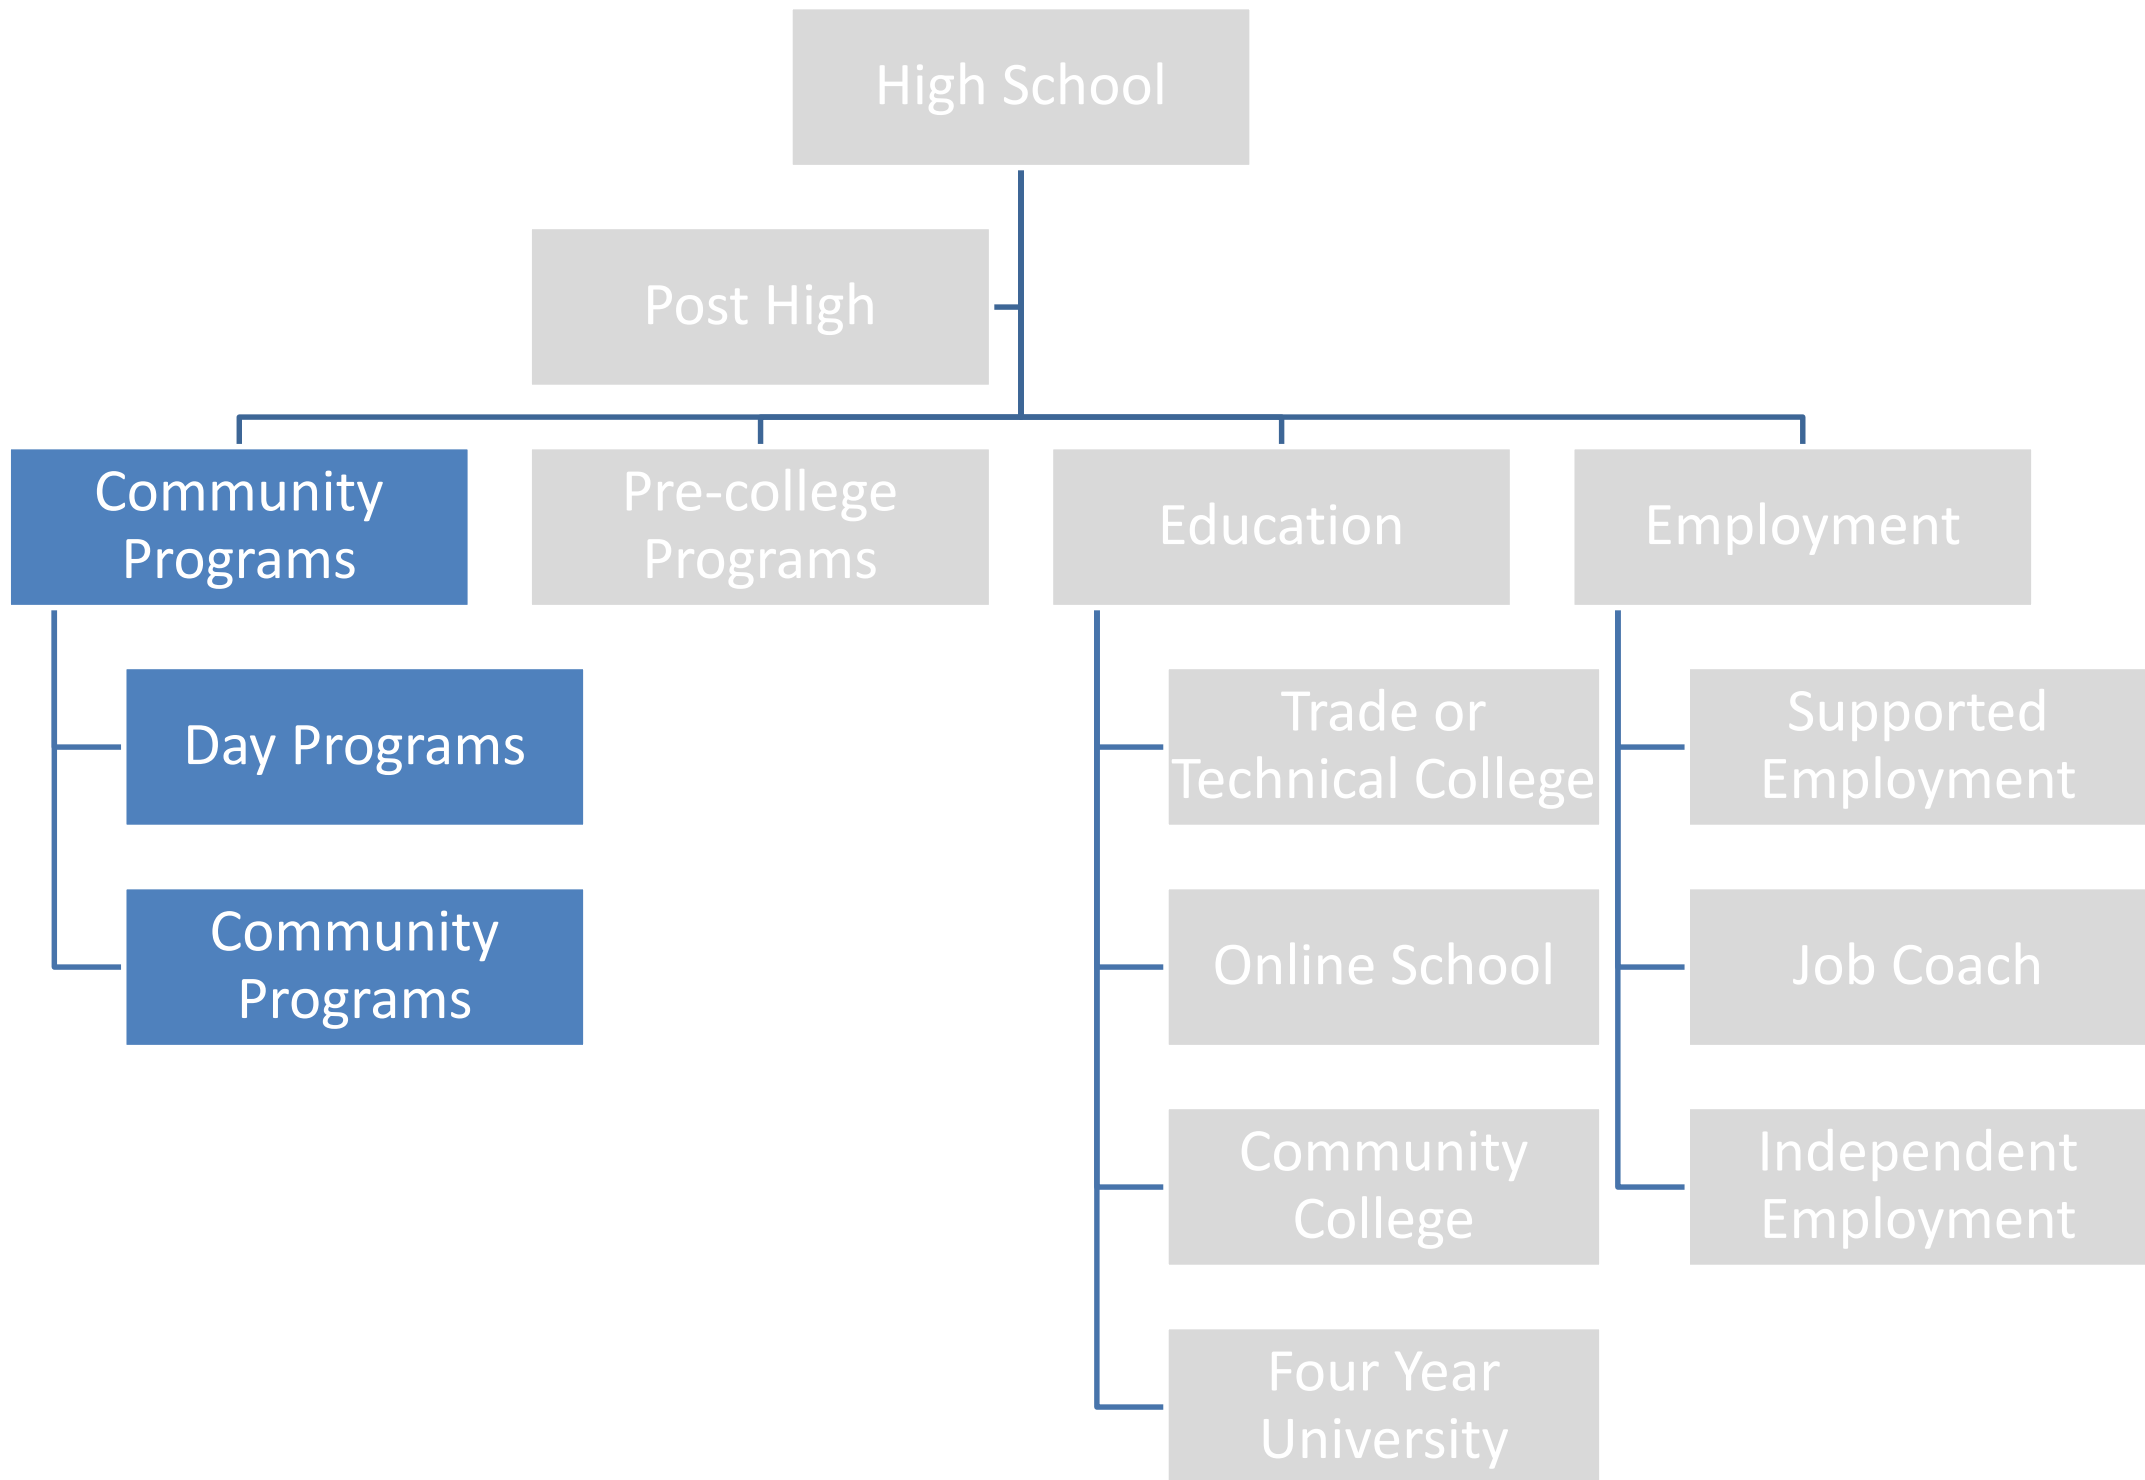 High School
Post High
Community
Programs
Pre-college
Programs
Education
Employment
Day Programs
Community
Programs
Trade or
Technical College
Online School
Community
College
Four Year
University
Supported
Employment
Job Coach
Independent
Employment